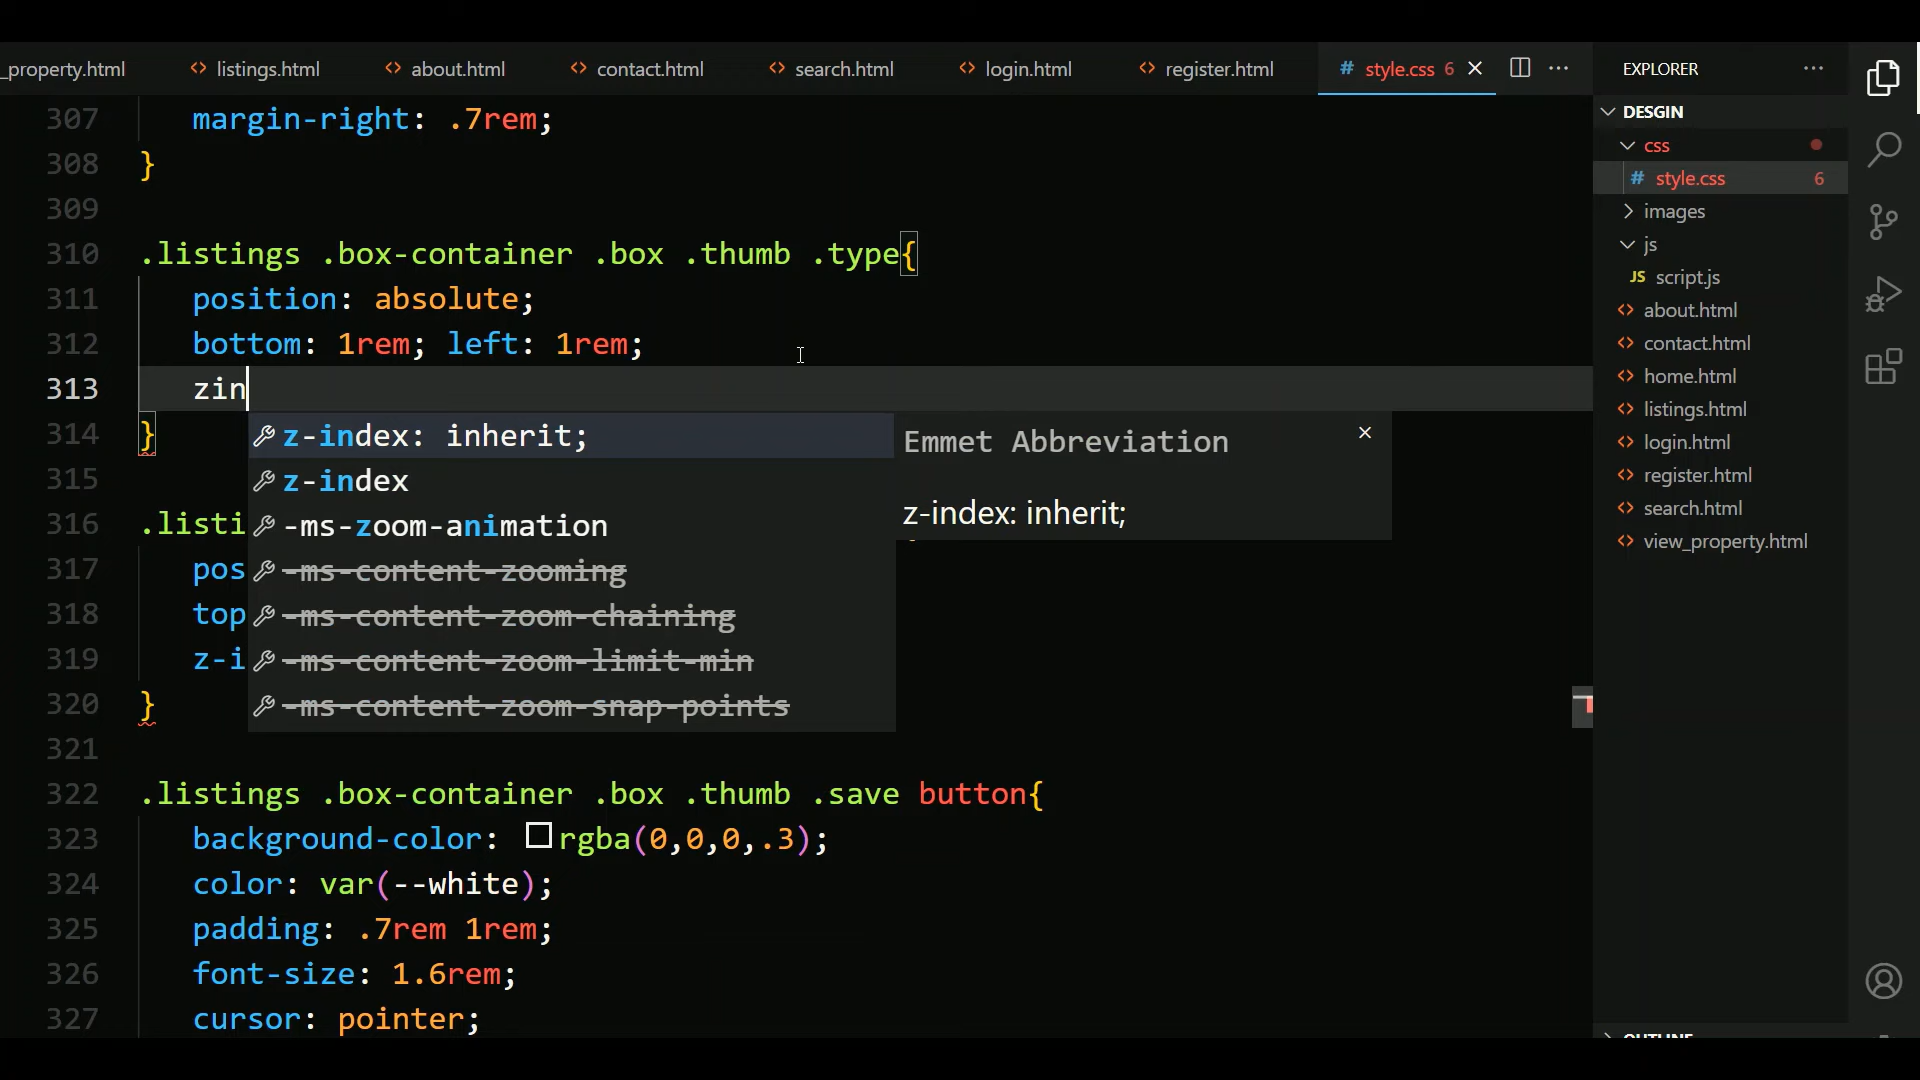 _property.html listings.html about.html contact.html search.html login.html register.html # style.css 6
307 margin-right: .7rem;
308 }
309
310 .listings .box-container .box .thumb .type{
311 position: absolute;
312 bottom: 1rem; left: 1rem;
313 zin
314 }
315
316 .listi
317 pos
318 top
319 z-i
320 }
321
322 .listings .box-container .box .thumb .save button{
323 background-color: rgba(0,0,0,.3);
324 color: var(--white);
325 padding: .7rem 1rem;
326 font-size: 1.6rem;
327 cursor: pointer;
z-index: inherit;
z-index
-ms-zoom-animation
-ms-content-zooming
-ms-content-zoom-chaining
-ms-content-zoom-limit-min
-ms-content-zoom-snap-points
Emmet Abbreviation
z-index: inherit;
EXPLORER
DESGIN
css
# style.css 6
images
js
JS script.js
about.html
contact.html
home.html
listings.html
login.html
register.html
search.html
view_property.html
OUTLINE